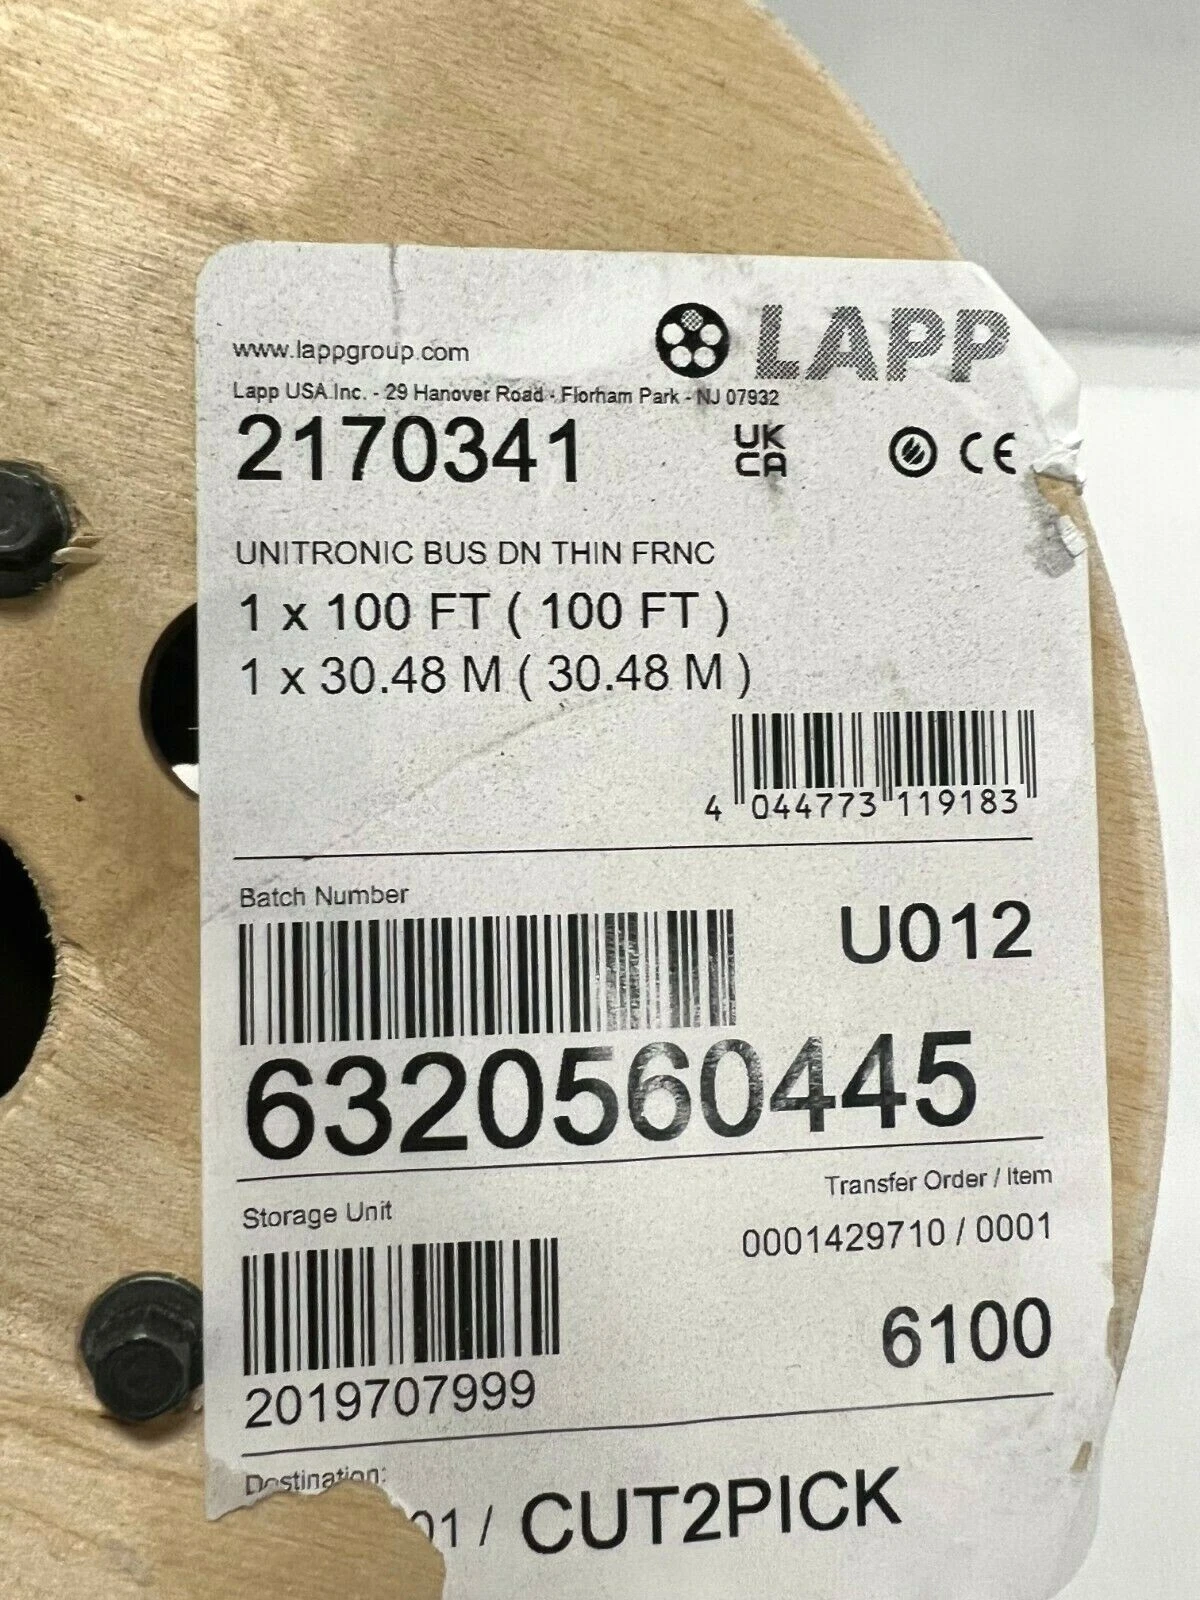 LAPP
www.lappgroup.com
Lapp USA Inc. - 29 Hanover Road - Florham Park - NJ 07932
2170341
UK
CA
CE
UNITRONIC BUS DN THIN FRNC
1 x 100 FT ( 100 FT )
1 x 30.48 M ( 30.48 M )
4 044773 119183
Batch Number
U012
6320560445
Transfer Order / Item
Storage Unit
0001429710 / 0001
6100
2019707999
Destination:
01 / CUT2PICK